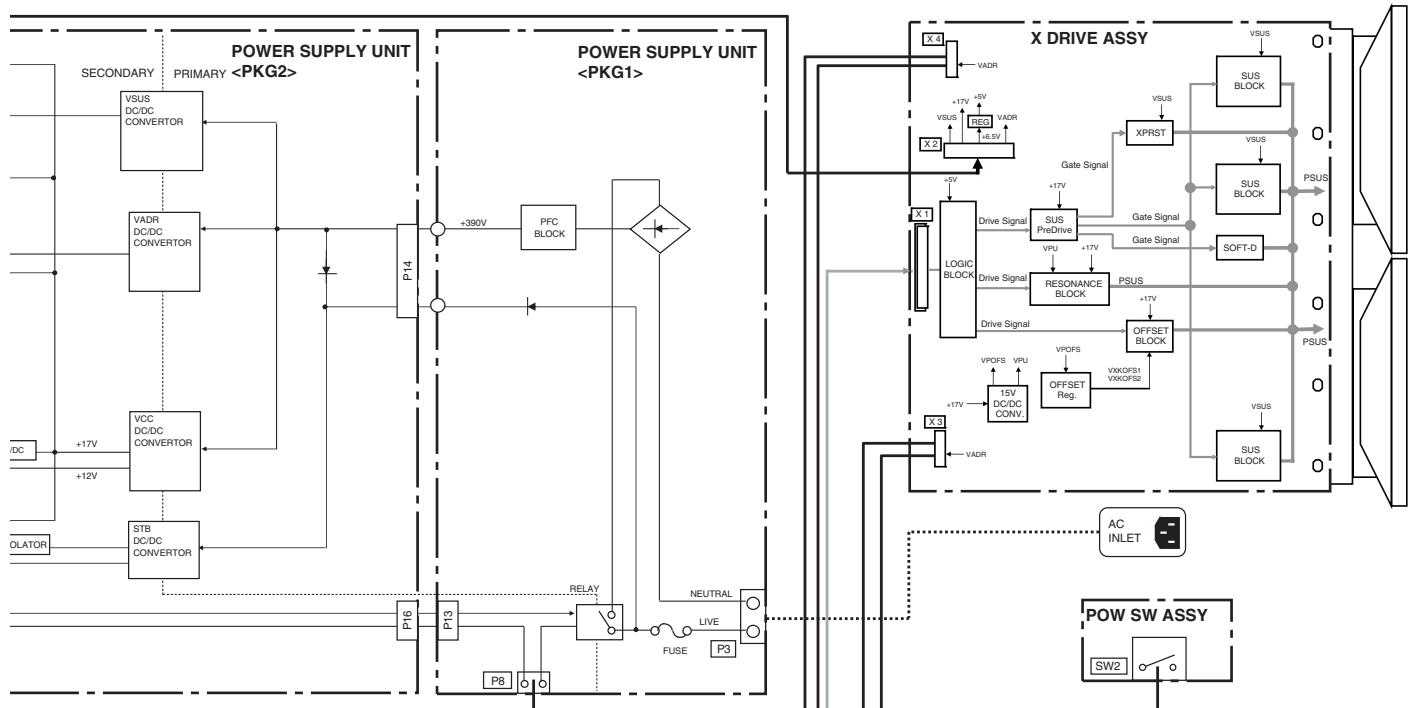 POWER SUPPLY UNIT
<PKG2>
SECONDARY
PRIMARY
VSUS
DC/DC
CONVERTOR
VADR
DC/DC
CONVERTOR
VCC
DC/DC
CONVERTOR
/DC
+17V
+12V
STB
DC/DC
CONVERTOR
OLATOR
P14
P16
POWER SUPPLY UNIT
<PKG1>
+390V
PFC
BLOCK
RELAY
NEUTRAL
LIVE
FUSE
P3
P13
P8
X DRIVE ASSY
X 4
VADR
VSUS
+17V
+5V
REG
+6.5V
VADR
X 2
X 1
+5V
LOGIC
BLOCK
Drive Signal
+17V
SUS
PreDrive
Gate Signal
VSUS
XPRST
Gate Signal
Gate Signal
SOFT-D
VSUS
SUS
BLOCK
VSUS
SUS
BLOCK
PSUS
Drive Signal
VPU
+17V
RESONANCE
BLOCK
PSUS
Drive Signal
+17V
OFFSET
BLOCK
PSUS
VPOFS
VPU
+17V
15V
DC/DC
CONV.
VPOFS
OFFSET
Reg.
VXKOFS1
VXKOFS2
VSUS
SUS
BLOCK
X 3
VADR
AC
INLET
POW SW ASSY
SW2